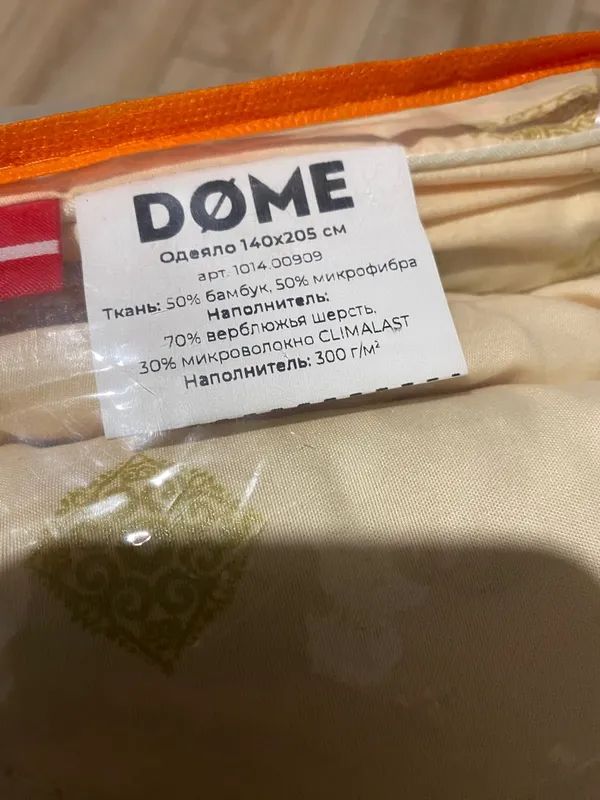 DØME
Одеяло 140x205 см
арт. 1014.00909
Ткань: 50% бамбук, 50% микрофибра
Наполнитель:
70% верблюжья шерсть,
30% микроволокно CLIMALAST
Наполнитель: 300 г/м²